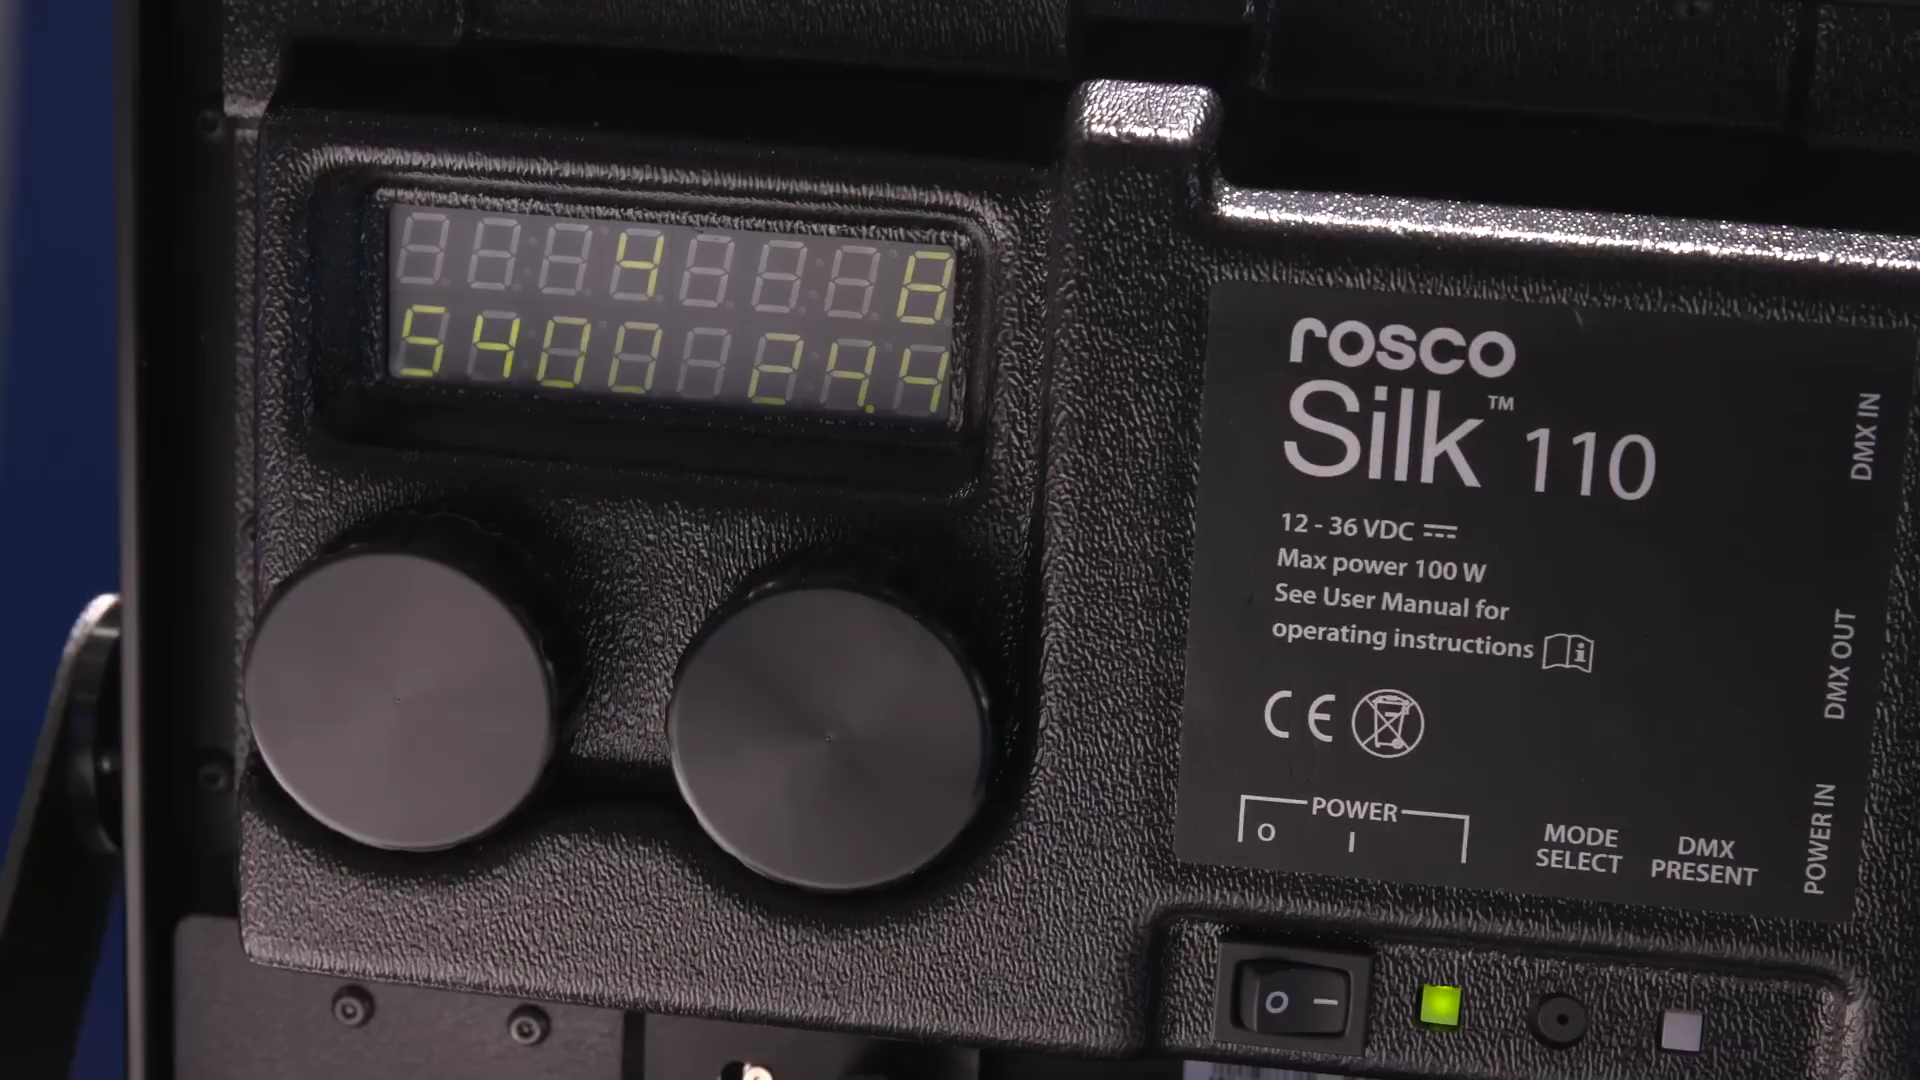 4 8
5400 24.4
rosco
Silk™ 110
12 - 36 VDC
Max power 100 W
See User Manual for
operating instructions
CE
POWER
O I
MODE
SELECT
DMX
PRESENT
DMX IN
DMX OUT
POWER IN
O –